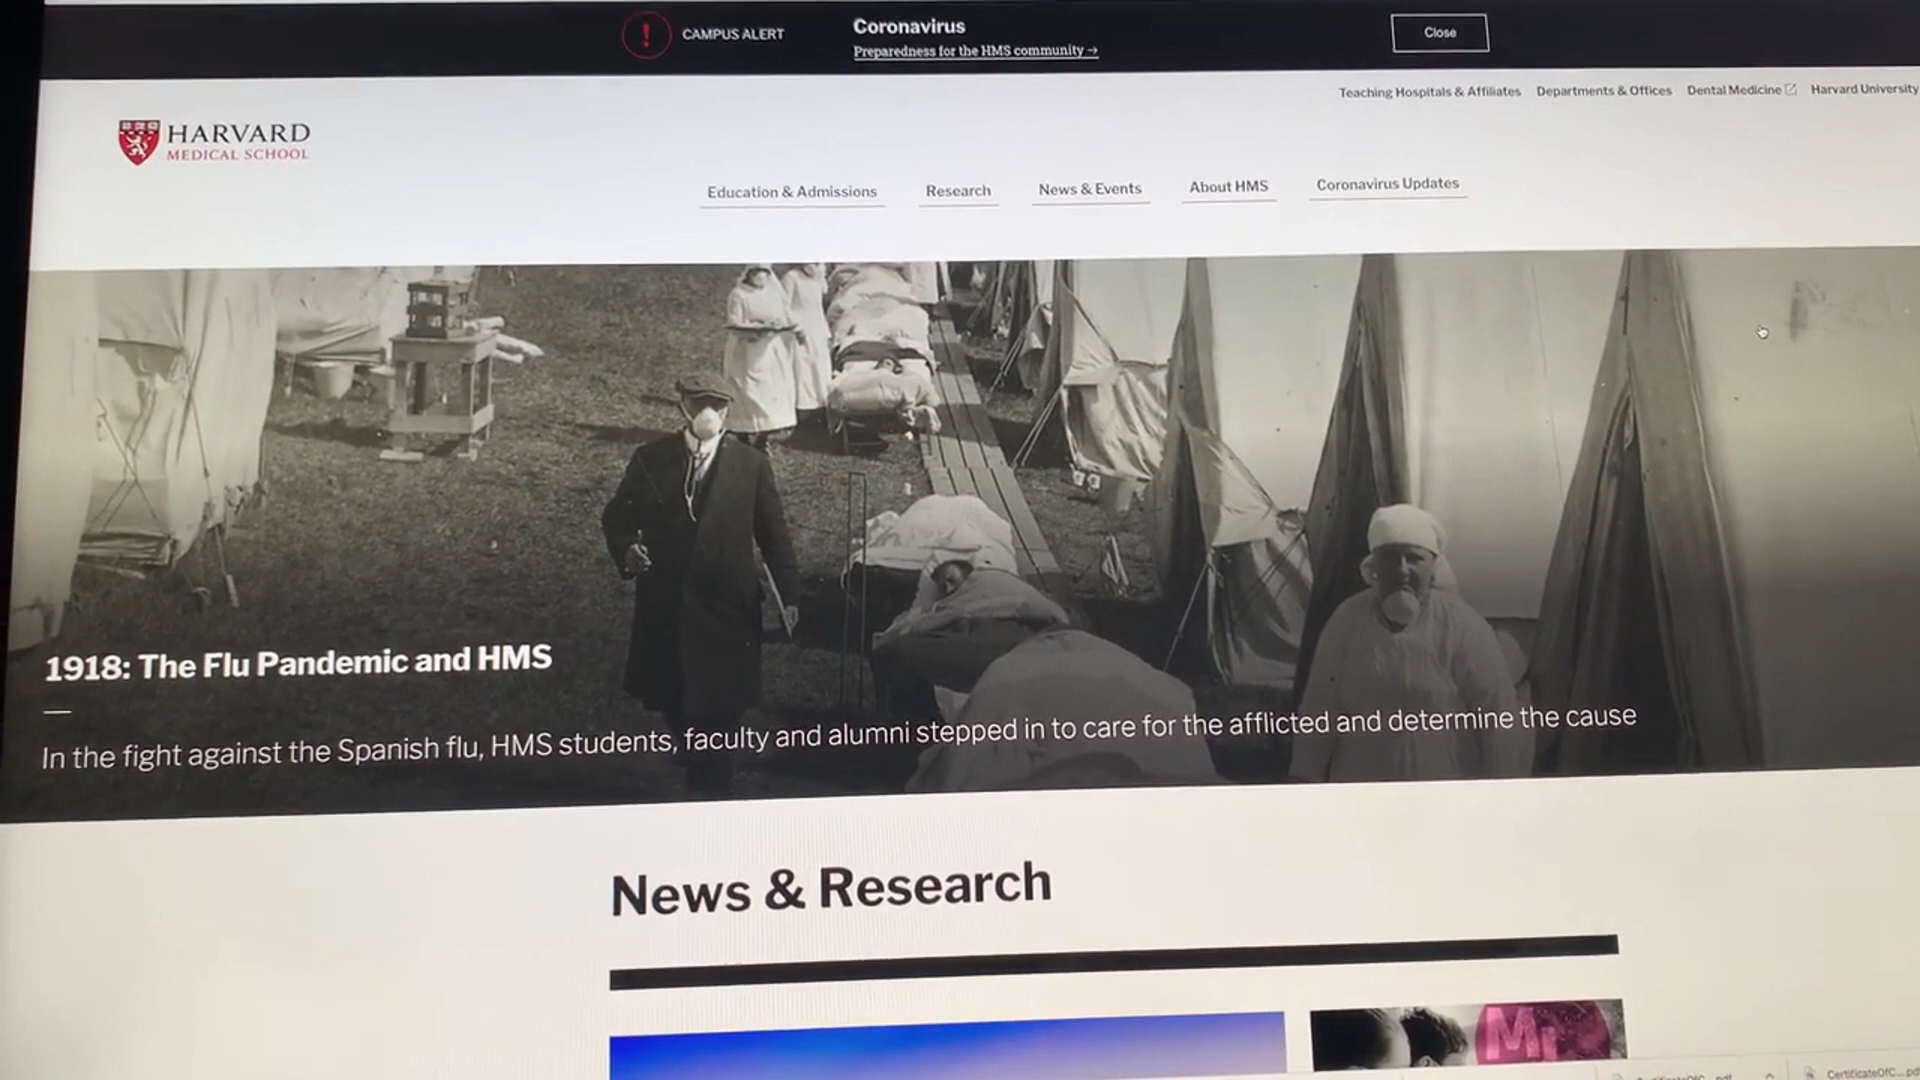 CAMPUS ALERT
Coronavirus
Preparedness for the HMS community →
Close
Teaching Hospitals & Affiliates Departments & Offices Dental Medicine Harvard University
HARVARD
MEDICAL SCHOOL
Education & Admissions Research News & Events About HMS Coronavirus Updates
1918: The Flu Pandemic and HMS
In the fight against the Spanish flu, HMS students, faculty and alumni stepped in to care for the afflicted and determine the cause
News & Research
CertificateOfC...pd